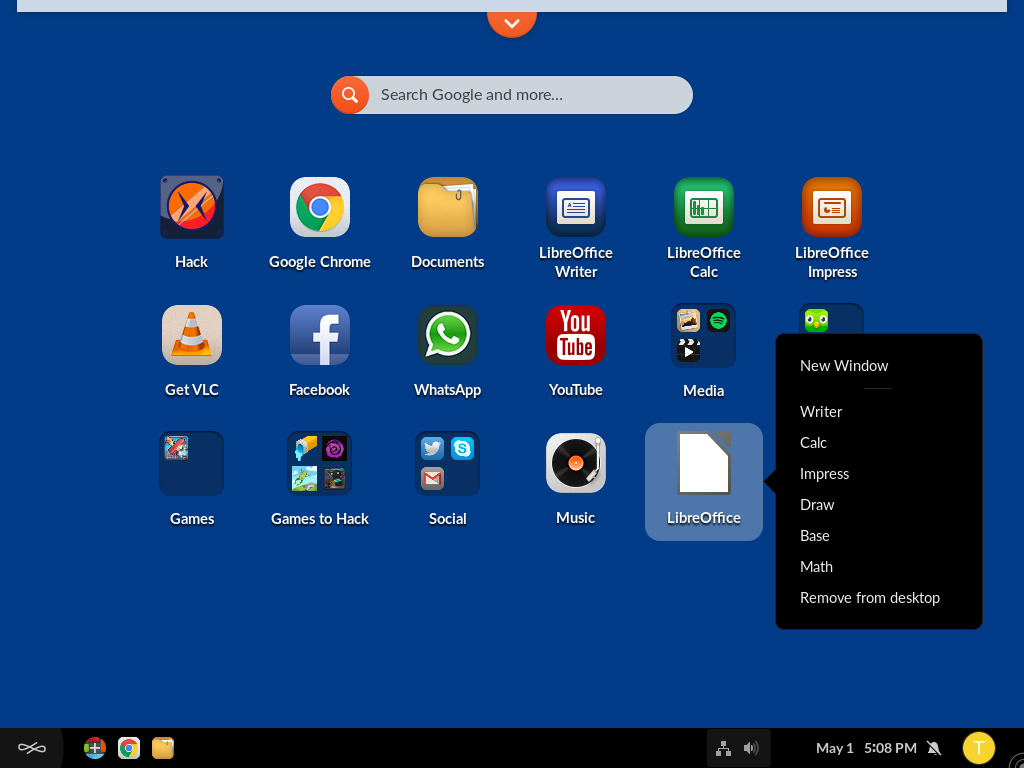 Search Google and more...
Hack
Google Chrome
Documents
LibreOffice
Writer
LibreOffice
Calc
LibreOffice
Impress
Get VLC
Facebook
WhatsApp
You
Tube
YouTube
Media
New Window
Writer
Calc
Impress
Draw
Base
Math
Remove from desktop
Games
Games to Hack
Social
Music
LibreOffice
May 1 5:08 PM
T